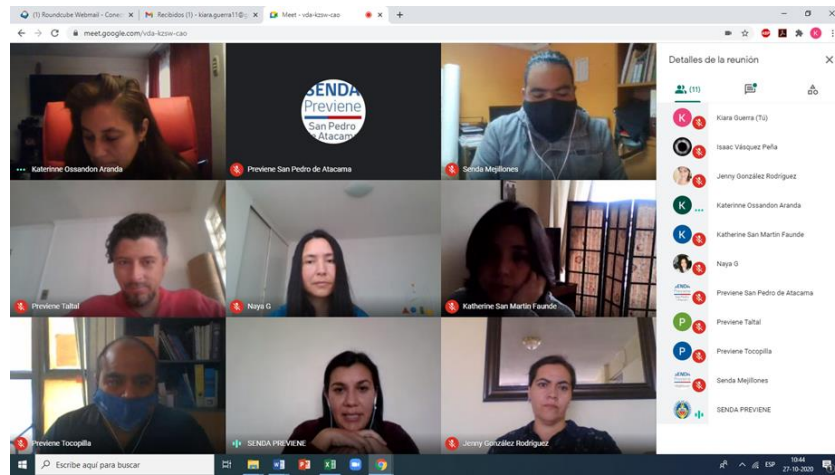 (1) Roundcube Webmail - Conec
Recibidos (1) - kiara.guerra11@g
Meet - vda-kzsw-cao
meet.google.com/vda-kzsw-cao
Detalles de la reunión
(11)
Katerinne Ossandon Aranda
SENDA
Previene
San Pedro
de Atacama
Previene San Pedro de Atacama
Senda Mejillones
Previene Taltal
Naya G
Katherine San Martin Faunde
Previene Tocopilla
SENDA PREVIENE
Jenny González Rodriguez
K
Kiara Guerra (Tú)
Isaac Vásquez Peña
Jenny González Rodriguez
K
Katerinne Ossandon Aranda
K
Katherine San Martin Faunde
Naya G
Previene San Pedro de Atacama
P
Previene Taltal
P
Previene Tocopilla
Senda Mejillones
SENDA PREVIENE
Escribe aquí para buscar
ESP
10:44
27-10-2020